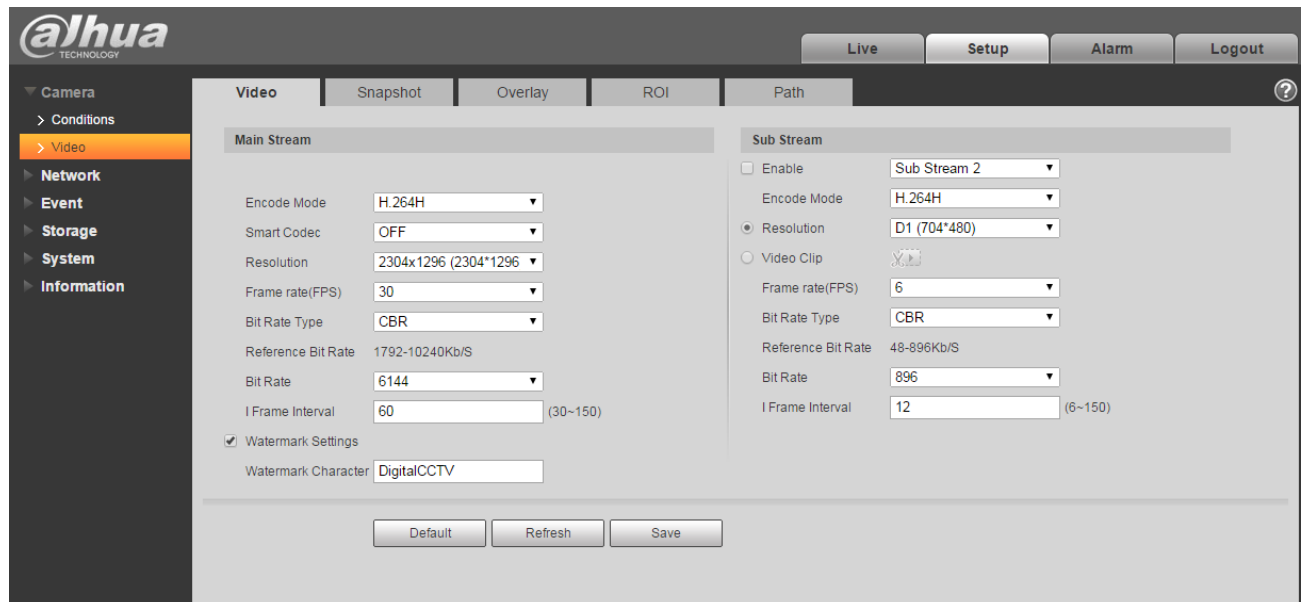 alhua
TECHNOLOGY
Live Setup Alarm Logout
Camera
Conditions
Video
Network
Event
Storage
System
Information
Video Snapshot Overlay ROI Path
?
Main Stream
Encode Mode H.264H
Smart Codec OFF
Resolution 2304x1296 (2304*1296
Frame rate(FPS) 30
Bit Rate Type CBR
Reference Bit Rate 1792-10240Kb/S
Bit Rate 6144
I Frame Interval 60 (30~150)
Watermark Settings
Watermark Character DigitalCCTV
Sub Stream
Enable Sub Stream 2
Encode Mode H.264H
Resolution D1 (704*480)
Video Clip
Frame rate(FPS) 6
Bit Rate Type CBR
Reference Bit Rate 48-896Kb/S
Bit Rate 896
I Frame Interval 12 (6~150)
Default Refresh Save